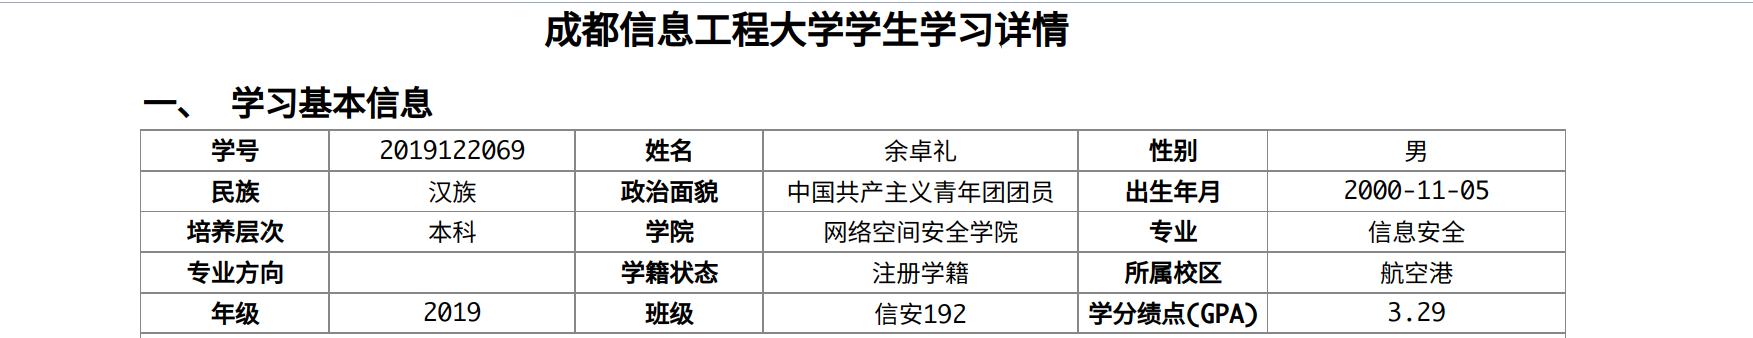 成都信息工程大学学生学习详情
一、 学习基本信息
学号 2019122069 姓名 余卓礼 性别 男
民族 汉族 政治面貌 中国共产主义青年团团员 出生年月 2000-11-05
培养层次 本科 学院 网络空间安全学院 专业 信息安全
专业方向 学籍状态 注册学籍 所属校区 航空港
年级 2019 班级 信安192 学分绩点(GPA) 3.29